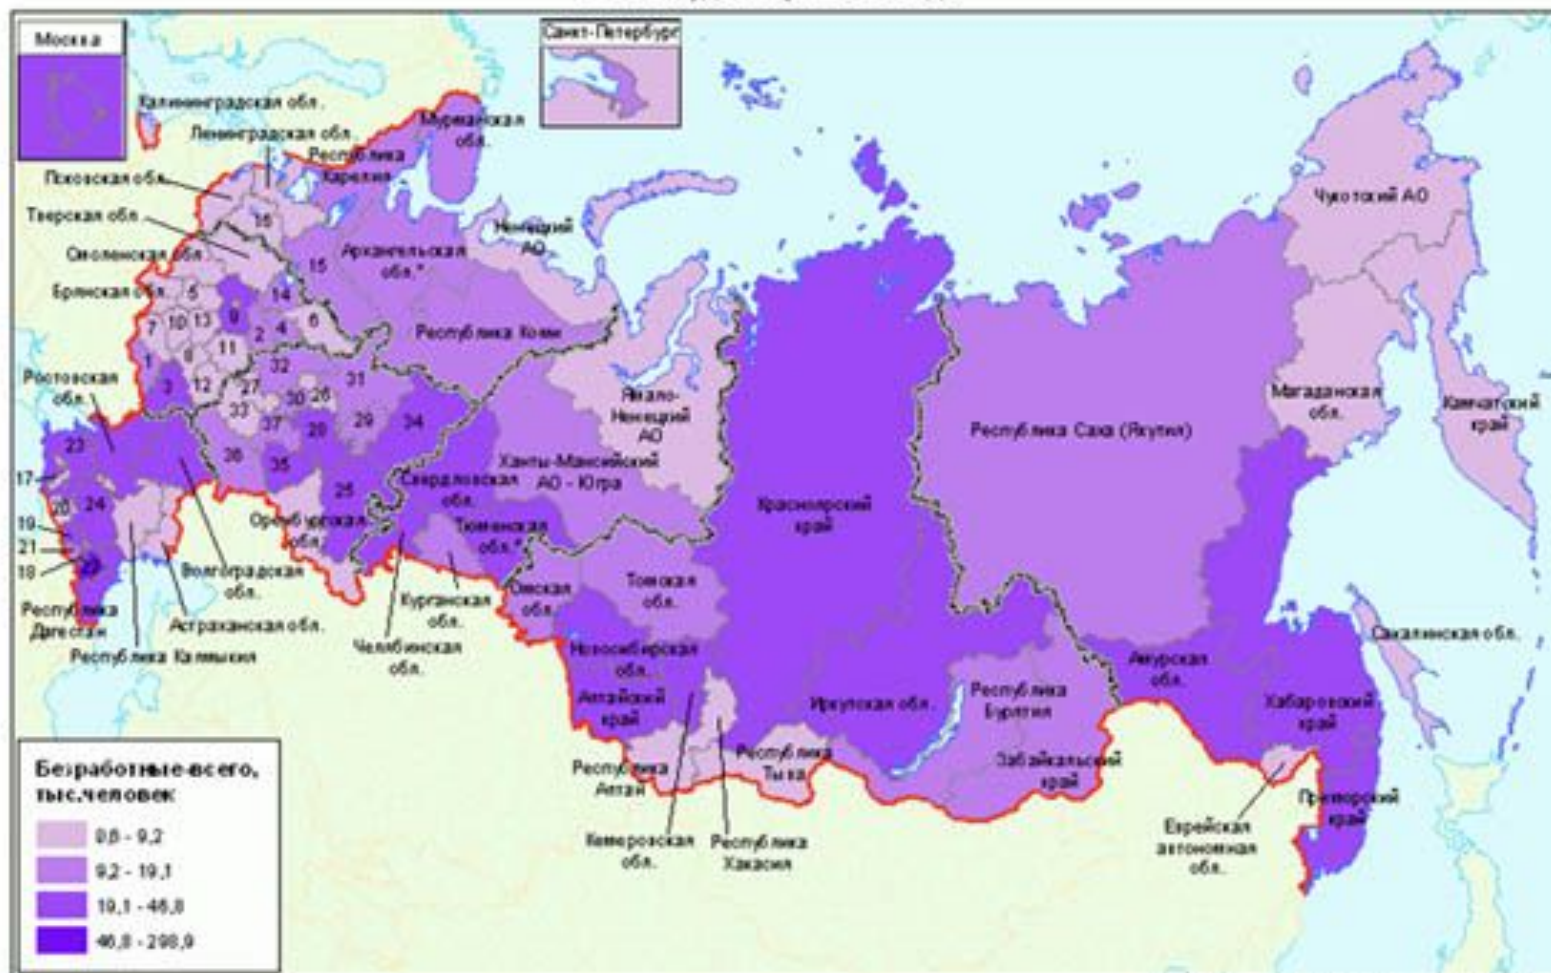 Москва
Санкт-Петербург
Калининградская обл.
Ленинградская обл.
Мурманская
обл.
Республика
Карелия
Псковская обл.
Тверская обл.
Смоленская обл.
Брянская обл.
Ненецкий
АО
Архангельская
обл.*
Республика Коми
Чукотский АО
16
15
14
5
9
6
7
10
13
2
4
8
11
1
3
12
32
27
31
33
30
26
37
29
34
28
36
35
25
Ростовская
обл.
23
17
20
24
19
21
18
22
Ямало-
Ненецкий
АО
Ханты-Мансийский
АО - Югра
Свердловская
обл.
Тюменская
обл.*
Красноярский
край
Республика Саха (Якутия)
Магаданская
обл.
Камчатский
край
Оренбургская
обл.
Волгоградская
обл.
Астраханская обл.
Республика
Дагестан
Республика Калмыкия
Курганская
обл.
Челябинская
обл.
Омская
обл.
Томская
обл.
Новосибирская
обл.
Алтайский
край
Республика
Алтай
Кемеровская
обл.
Республика
Хакасия
Республика
Тыва
Иркутская обл.
Республика
Бурятия
Забайкальский
край
Амурская
обл.
Хабаровский
край
Сахалинская обл.
Приморский
край
Еврейская
автономная
обл.
Безработные-всего,
тыс.человек
0,6 - 9,2
9,2 - 19,1
19,1 - 46,8
46,8 - 298,9